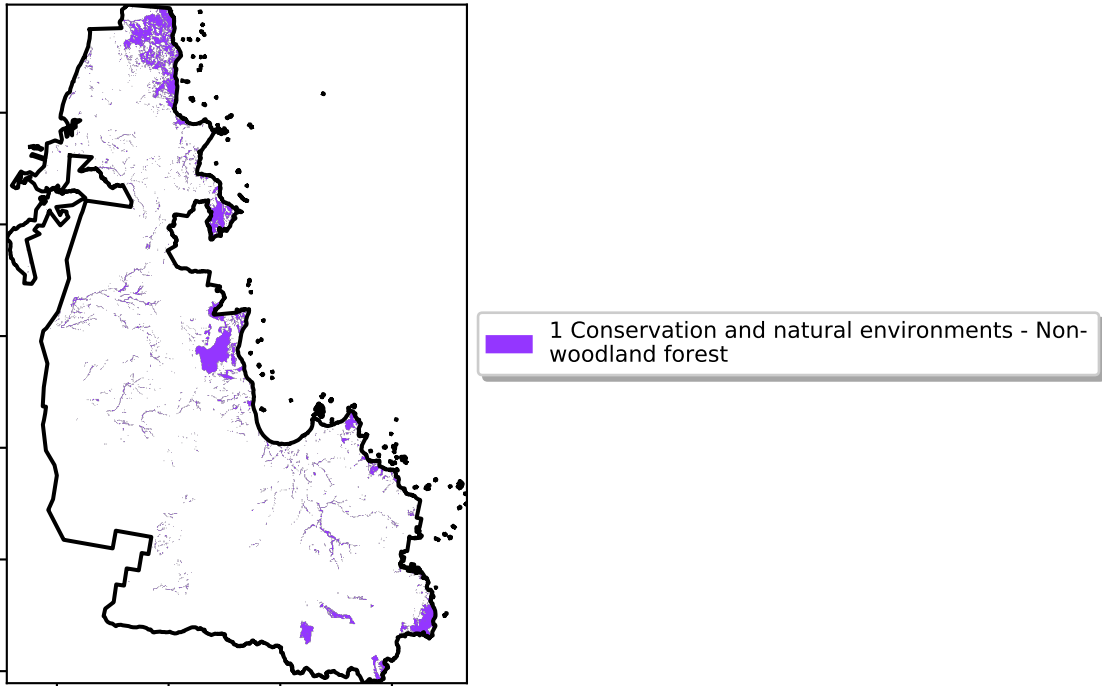 1 Conservation and natural environments - Non-
woodland forest